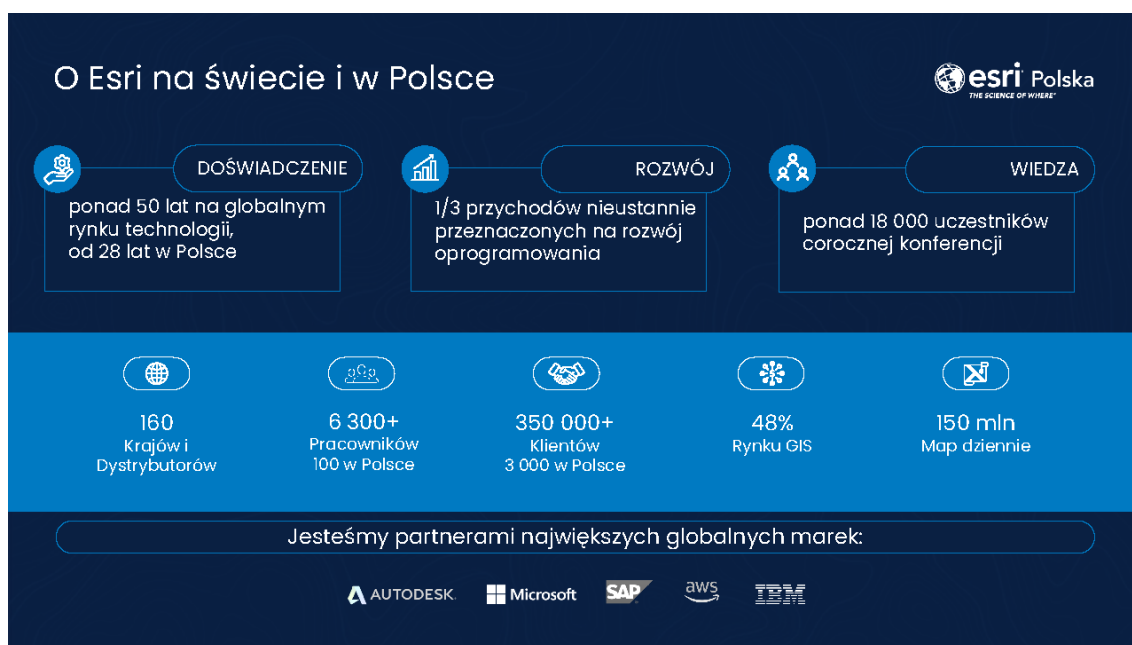 O Esri na świecie i w Polsce
esri Polska
THE SCIENCE OF WHERE®
DOŚWIADCZENIE
ponad 50 lat na globalnym
rynku technologii,
od 28 lat w Polsce
ROZWÓJ
1/3 przychodów nieustannie
przeznaczonych na rozwój
oprogramowania
WIEDZA
ponad 18 000 uczestników
corocznej konferencji
160
Krajów i
Dystrybutorów
6 300+
Pracowników
100 w Polsce
350 000+
Klientów
3 000 w Polsce
48%
Rynku GIS
150 mln
Map dziennie
Jesteśmy partnerami największych globalnych marek:
AUTODESK. Microsoft SAP aws IBM